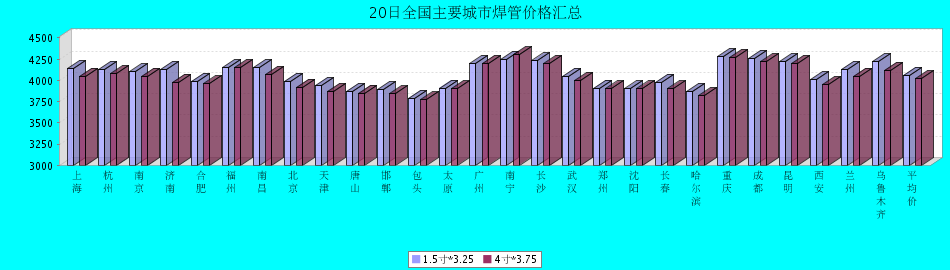 20日全国主要城市焊管价格汇总
4500
4250
4000
3750
3500
3250
3000
上海
杭州
南京
济南
合肥
福州
南昌
北京
天津
唐山
邯郸
包头
太原
广州
南宁
长沙
武汉
郑州
沈阳
长春
哈尔滨
重庆
成都
昆明
西安
兰州
乌鲁木齐
平均价
1.5寸*3.25
4寸*3.75